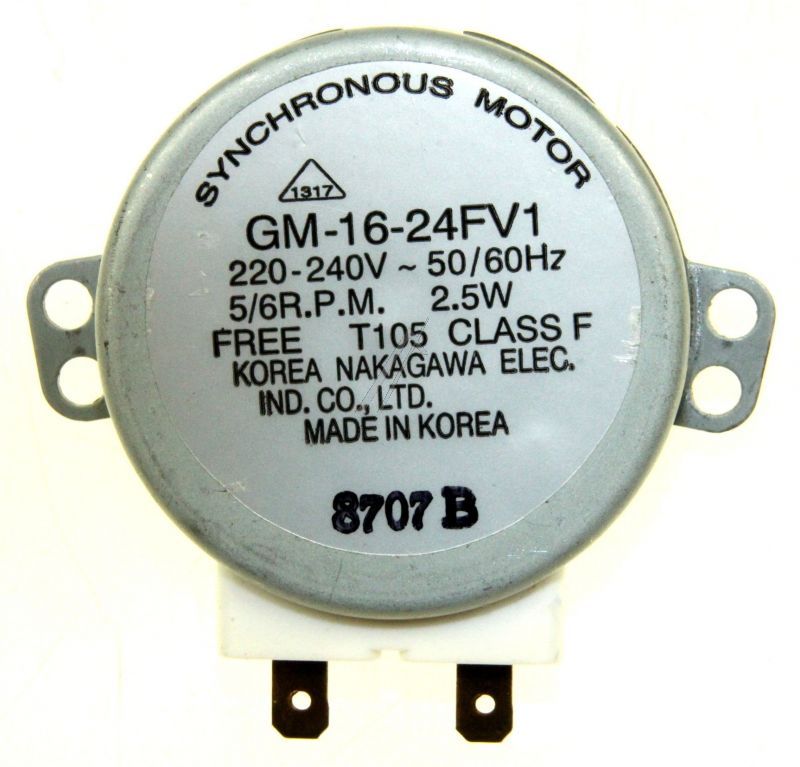 SYNCHRONOUS MOTOR
1317
GM-16-24FV1
220-240V ~ 50/60Hz
5/6R.P.M. 2.5W
FREE T105 CLASS F
KOREA NAKAGAWA ELEC.
IND. CO., LTD.
MADE IN KOREA
8707 B